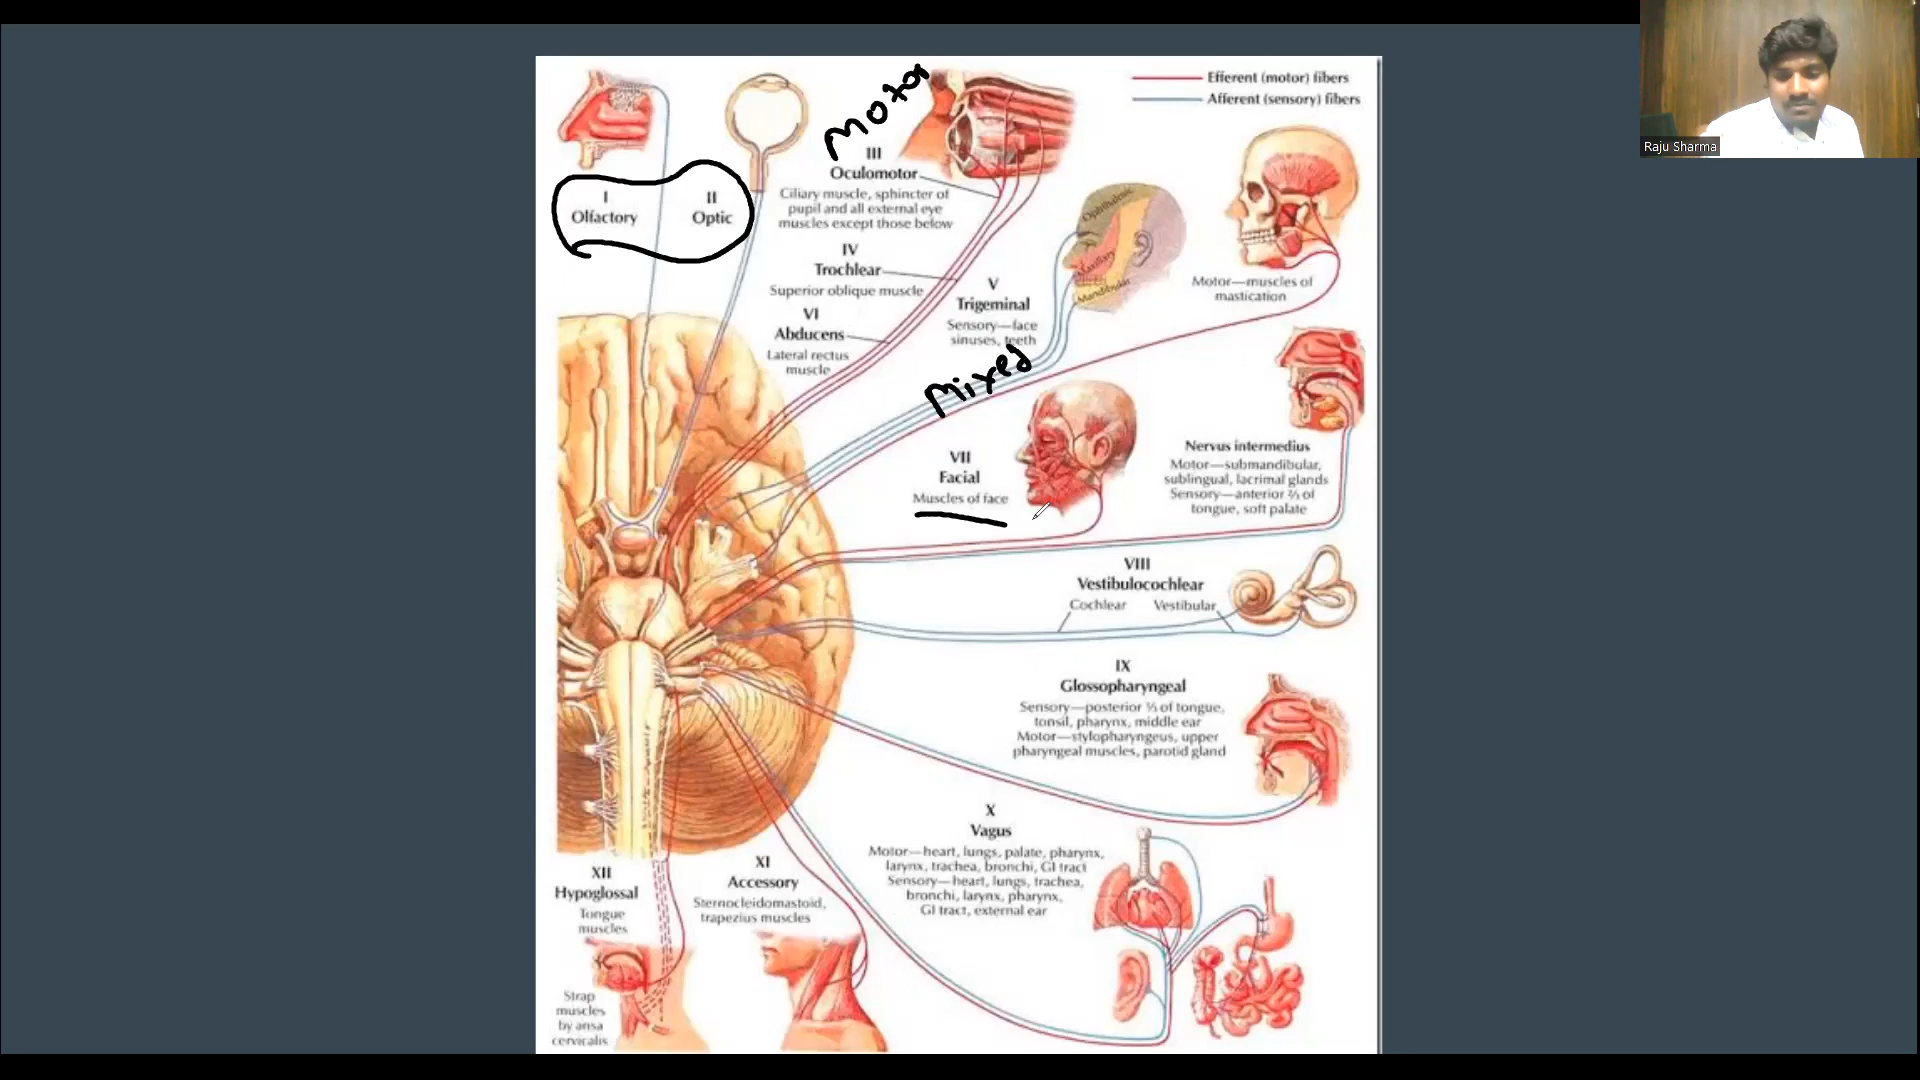 Efferent (motor) fibers
Afferent (sensory) fibers
Raju Sharma
Motor
I
Olfactory
II
Optic
III
Oculomotor
Ciliary muscle, sphincter of
pupil and all external eye
muscles except those below
IV
Trochlear
Superior oblique muscle
VI
Abducens
Lateral rectus
muscle
Ophthalmic
Maxillary
Mandibular
V
Trigeminal
Sensory—face
sinuses, teeth
Motor—muscles of
mastication
Mixed
VII
Facial
Muscles of face
Nervus intermedius
Motor—submandibular,
sublingual, lacrimal glands
Sensory—anterior ⅔ of
tongue, soft palate
VIII
Vestibulocochlear
Cochlear Vestibular
IX
Glossopharyngeal
Sensory—posterior ⅓ of tongue,
tonsil, pharynx, middle ear
Motor—stylopharyngeus, upper
pharyngeal muscles, parotid gland
X
Vagus
Motor—heart, lungs, palate, pharynx,
larynx, trachea, bronchi, GI tract
Sensory—heart, lungs, trachea,
bronchi, larynx, pharynx,
GI tract, external ear
XII
Hypoglossal
Tongue
muscles
Strap
muscles
by ansa
cervicalis
XI
Accessory
Sternocleidomastoid,
trapezius muscles